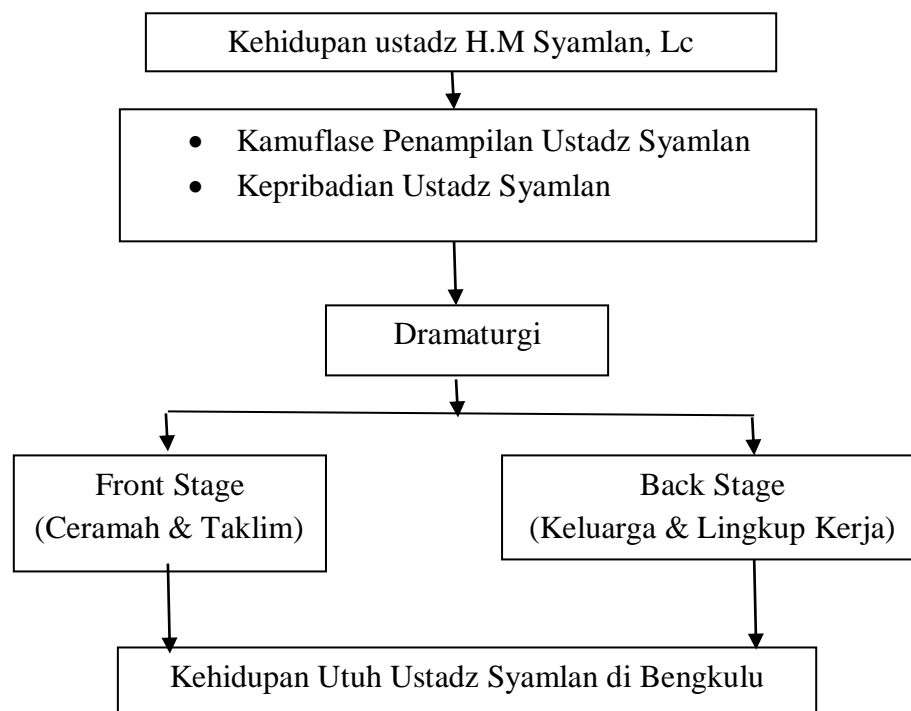 Kehidupan ustadz H.M Syamlan, Lc
• Kamuflase Penampilan Ustadz Syamlan
• Kepribadian Ustadz Syamlan
Dramaturgi
Front Stage
(Ceramah & Taklim)
Back Stage
(Keluarga & Lingkup Kerja)
Kehidupan Utuh Ustadz Syamlan di Bengkulu